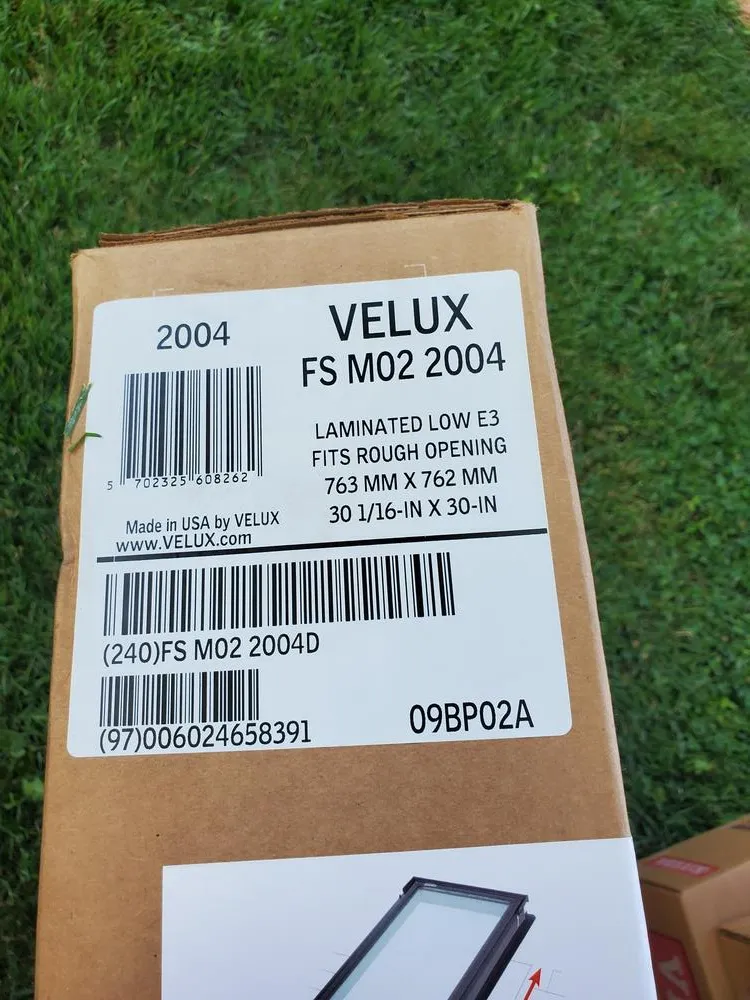 2004
VELUX
FS M02 2004
LAMINATED LOW E3
FITS ROUGH OPENING
763 MM X 762 MM
30 1/16-IN X 30-IN
5 702325 608262
Made in USA by VELUX
www.VELUX.com
(240)FS M02 2004D
(97)006024658391
09BP02A
VELUX